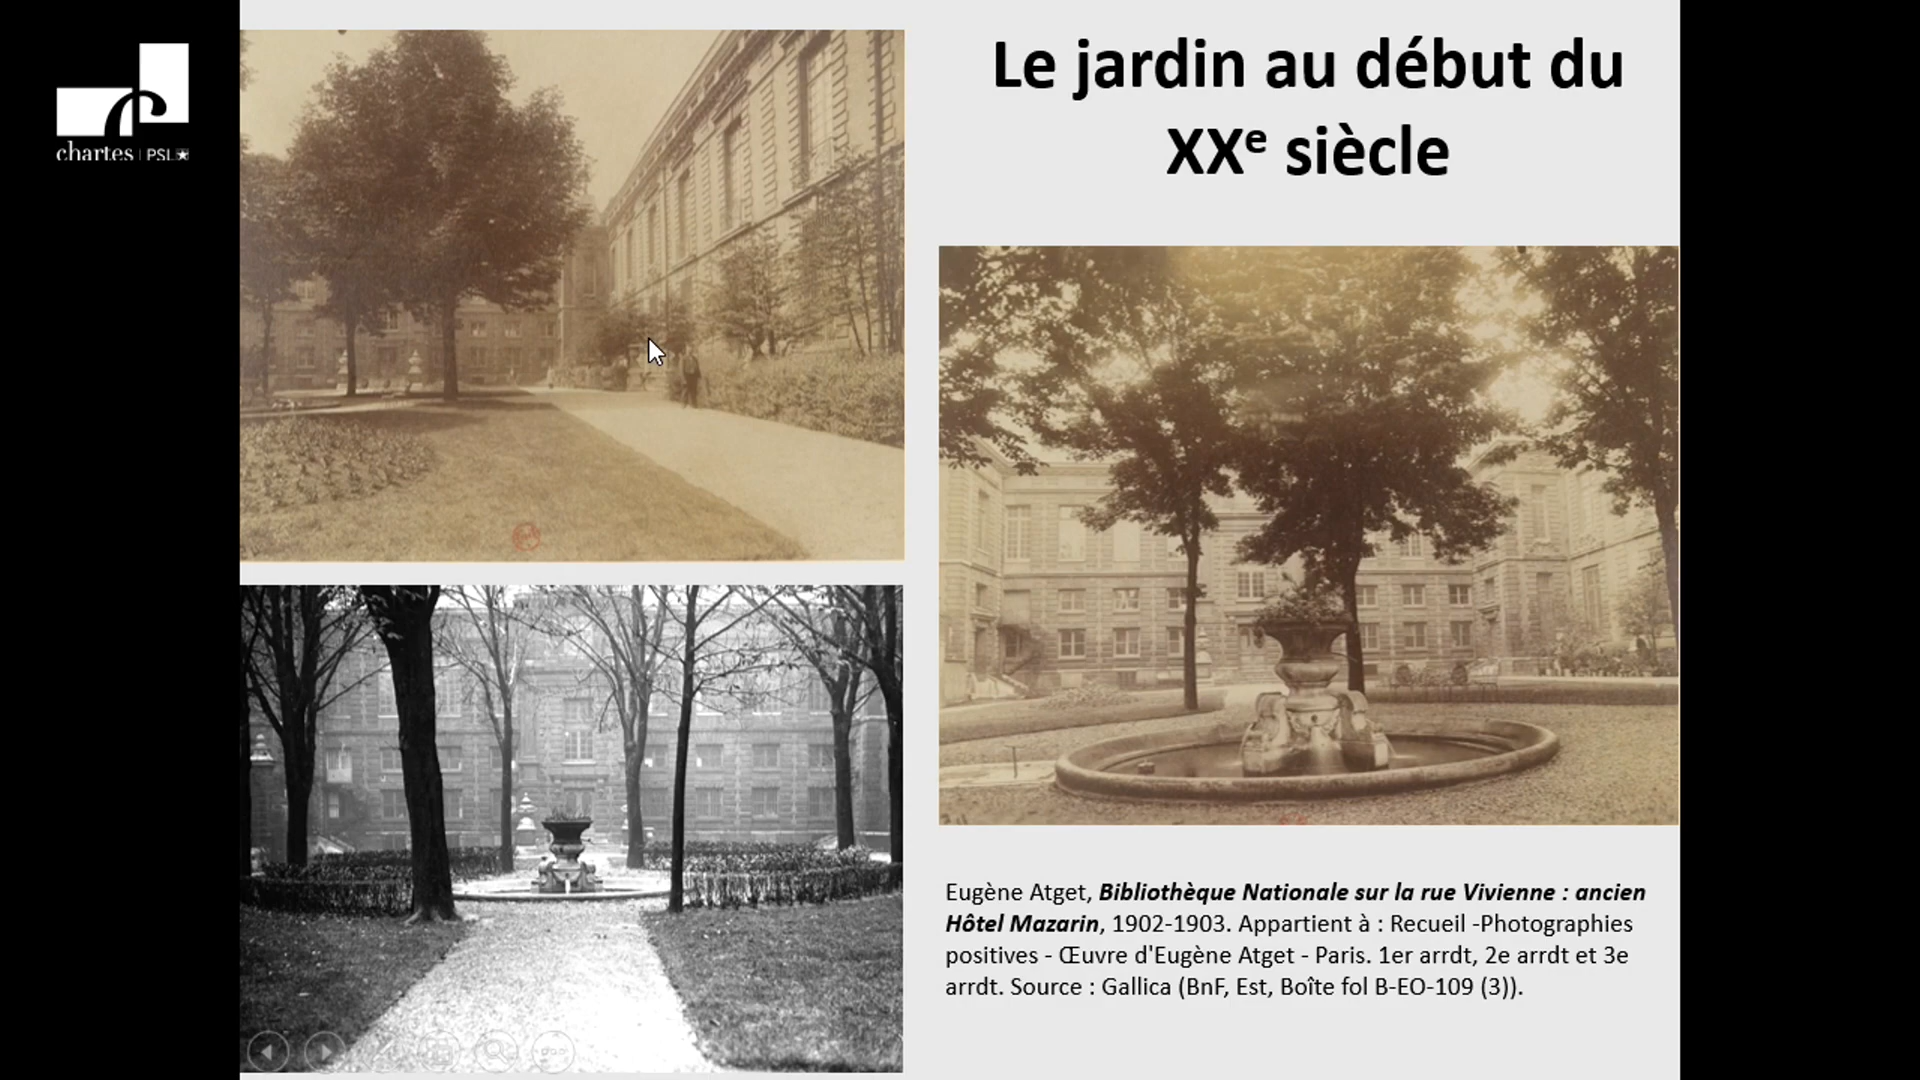 chartes | PSL★
Le jardin au début du
XXe siècle
Eugène Atget, Bibliothèque Nationale sur la rue Vivienne : ancien
Hôtel Mazarin, 1902-1903. Appartient à : Recueil -Photographies
positives - Œuvre d'Eugène Atget - Paris. 1er arrdt, 2e arrdt et 3e
arrdt. Source : Gallica (BnF, Est, Boîte fol B-EO-109 (3)).